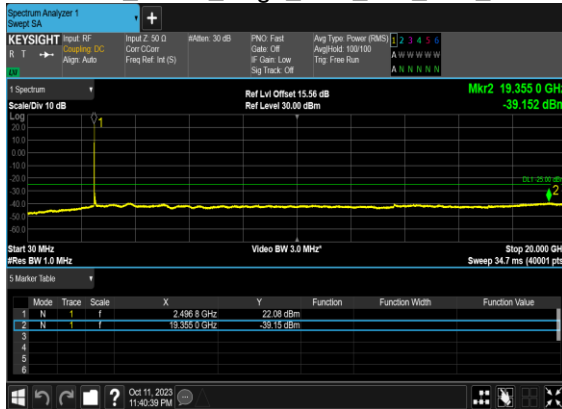 Spectrum Analyzer 1
Swept SA
+
KEYSIGHT
R T
LXI
Input: RF
Coupling: DC
Align: Auto
Input Z: 50 Ω
Corr CCorr
Freq Ref: Int (S)
#Atten: 30 dB
PNO: Fast
Gate: Off
IF Gain: Low
Sig Track: Off
Avg Type: Power (RMS)
Avg|Hold: 100/100
Trig: Free Run
1 2 3 4 5 6
A W W W W W
A N N N N N
1 Spectrum
Scale/Div 10 dB
Ref Lvl Offset 15.56 dB
Ref Level 30.00 dBm
Mkr2 19.355 0 GHz
-39.152 dBm
Log
20.0
10.0
0.00
-10.0
-20.0
-30.0
-40.0
-50.0
-60.0
1
DL1 -25.00 dBm
2
Start 30 MHz
#Res BW 1.0 MHz
Video BW 3.0 MHz*
Stop 20.000 GH
Sweep 34.7 ms (40001 pts
5 Marker Table
Mode Trace Scale X Y Function Function Width Function Value
1 N 1 f 2.496 8 GHz 22.08 dBm
2 N 1 f 19.355 0 GHz -39.15 dBm
3
4
5
6
?
Oct 11, 2023
11:40:39 PM